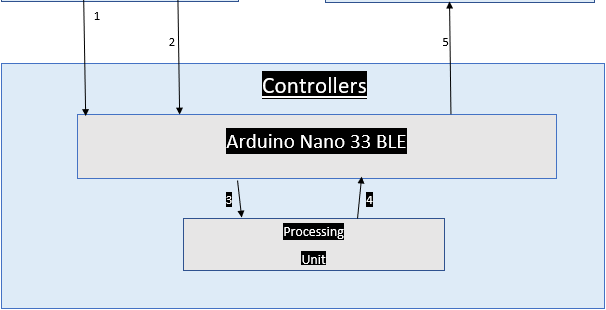 1
2
5
Controllers
Arduino Nano 33 BLE
3
4
Processing
Unit